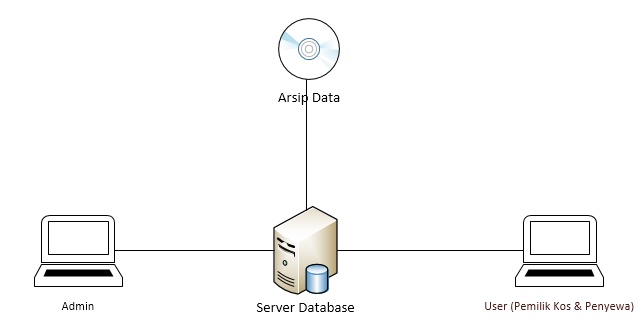 Arsip Data
Admin
Server Database
User (Pemilik Kos & Penyewa)